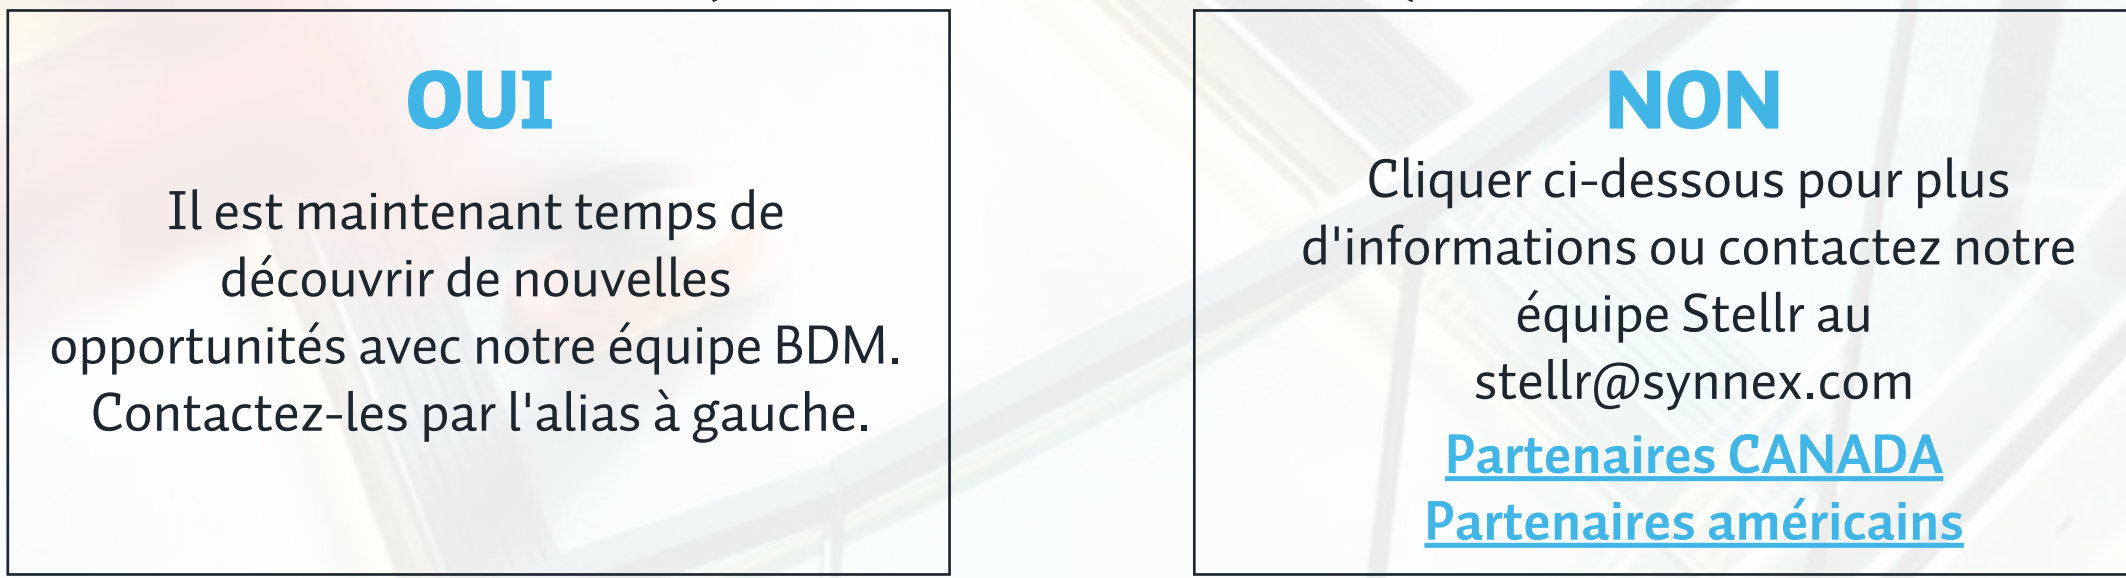 OUI
Il est maintenant temps de
découvrir de nouvelles
opportunités avec notre équipe BDM.
Contactez-les par l'alias à gauche.
NON
Cliquer ci-dessous pour plus
d'informations ou contactez notre
équipe Stellr au
stellr@synnex.com
Partenaires CANADA
Partenaires américains